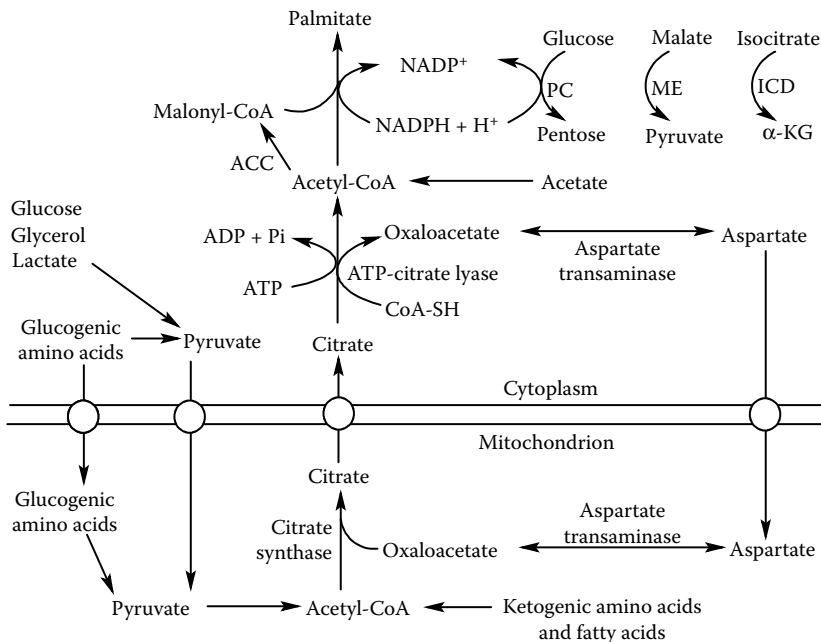 Palmitate
Glucose
Malate
Isocitrate
NADP+
PC
ME
ICD
Malonyl-CoA
NADPH + H+
Pentose
Pyruvate
α-KG
ACC
Acetyl-CoA
Acetate
Glucose
Glycerol
Lactate
ADP + Pi
Oxaloacetate
Aspartate
Aspartate
transaminase
ATP-citrate lyase
ATP
CoA-SH
Glucogenic
amino acids
Pyruvate
Citrate
Cytoplasm
Mitochondrion
Citrate
Glucogenic
amino acids
Citrate
synthase
Oxaloacetate
Aspartate
transaminase
Aspartate
Pyruvate
Acetyl-CoA
Ketogenic amino acids
and fatty acids